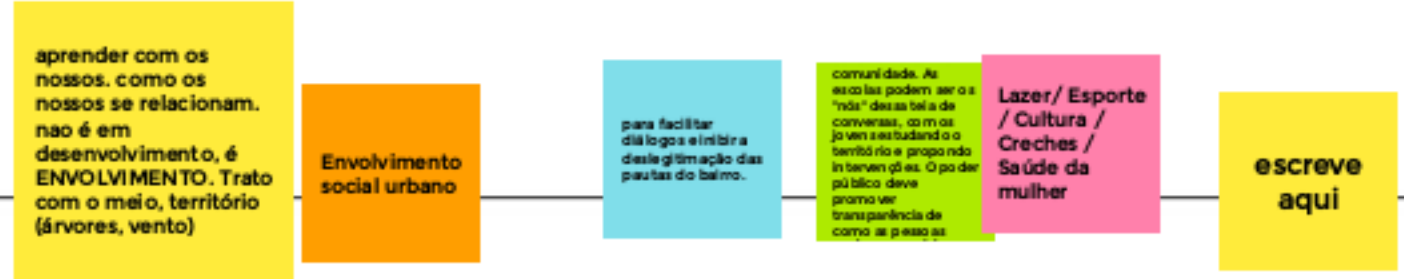 aprender com os
nossos. como os
nossos se relacionam.
nao é em
desenvolvimento, é
ENVOLVIMENTO. Trato
com o meio, território
(árvores, vento)
Envolvimento
social urbano
para facilitar
diálogos e inibir a
deslegitimação das
pautas do bairro.
comunidade. As
escolas podem ser os
"nós" dessa teia de
conversas, com os
jovens estudando o
território e propondo
intervenções. O poder
público deve
promover
transparência de
como as pessoas
Lazer/ Esporte
/ Cultura /
Creches /
Saúde da
mulher
escreve
aqui